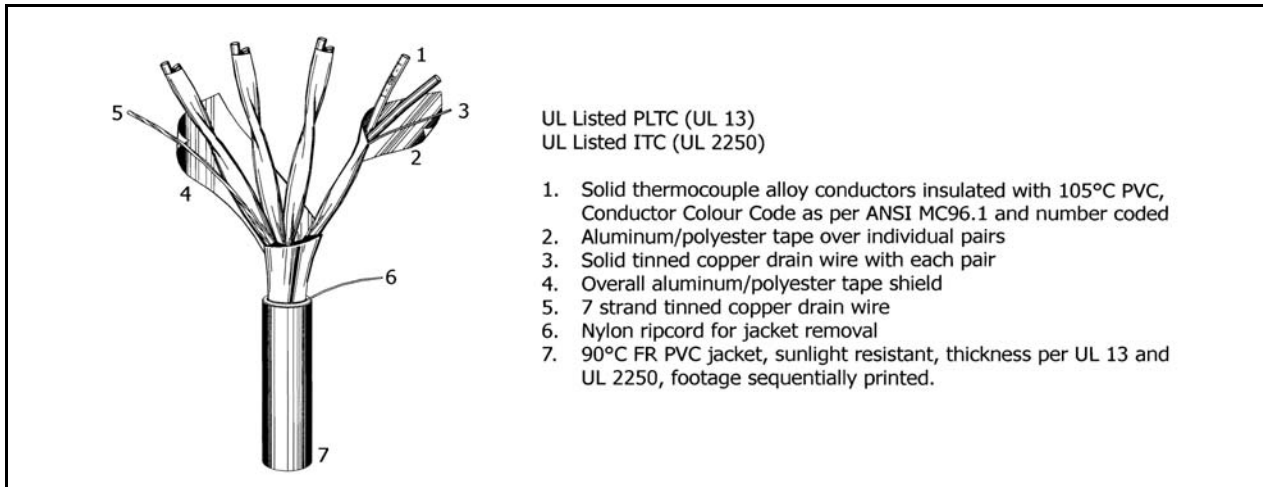 1
3
5
2
4
6
7
UL Listed PLTC (UL 13)
UL Listed ITC (UL 2250)
1. Solid thermocouple alloy conductors insulated with 105°C PVC,
Conductor Colour Code as per ANSI MC96.1 and number coded
2. Aluminum/polyester tape over individual pairs
3. Solid tinned copper drain wire with each pair
4. Overall aluminum/polyester tape shield
5. 7 strand tinned copper drain wire
6. Nylon ripcord for jacket removal
7. 90°C FR PVC jacket, sunlight resistant, thickness per UL 13 and
UL 2250, footage sequentially printed.